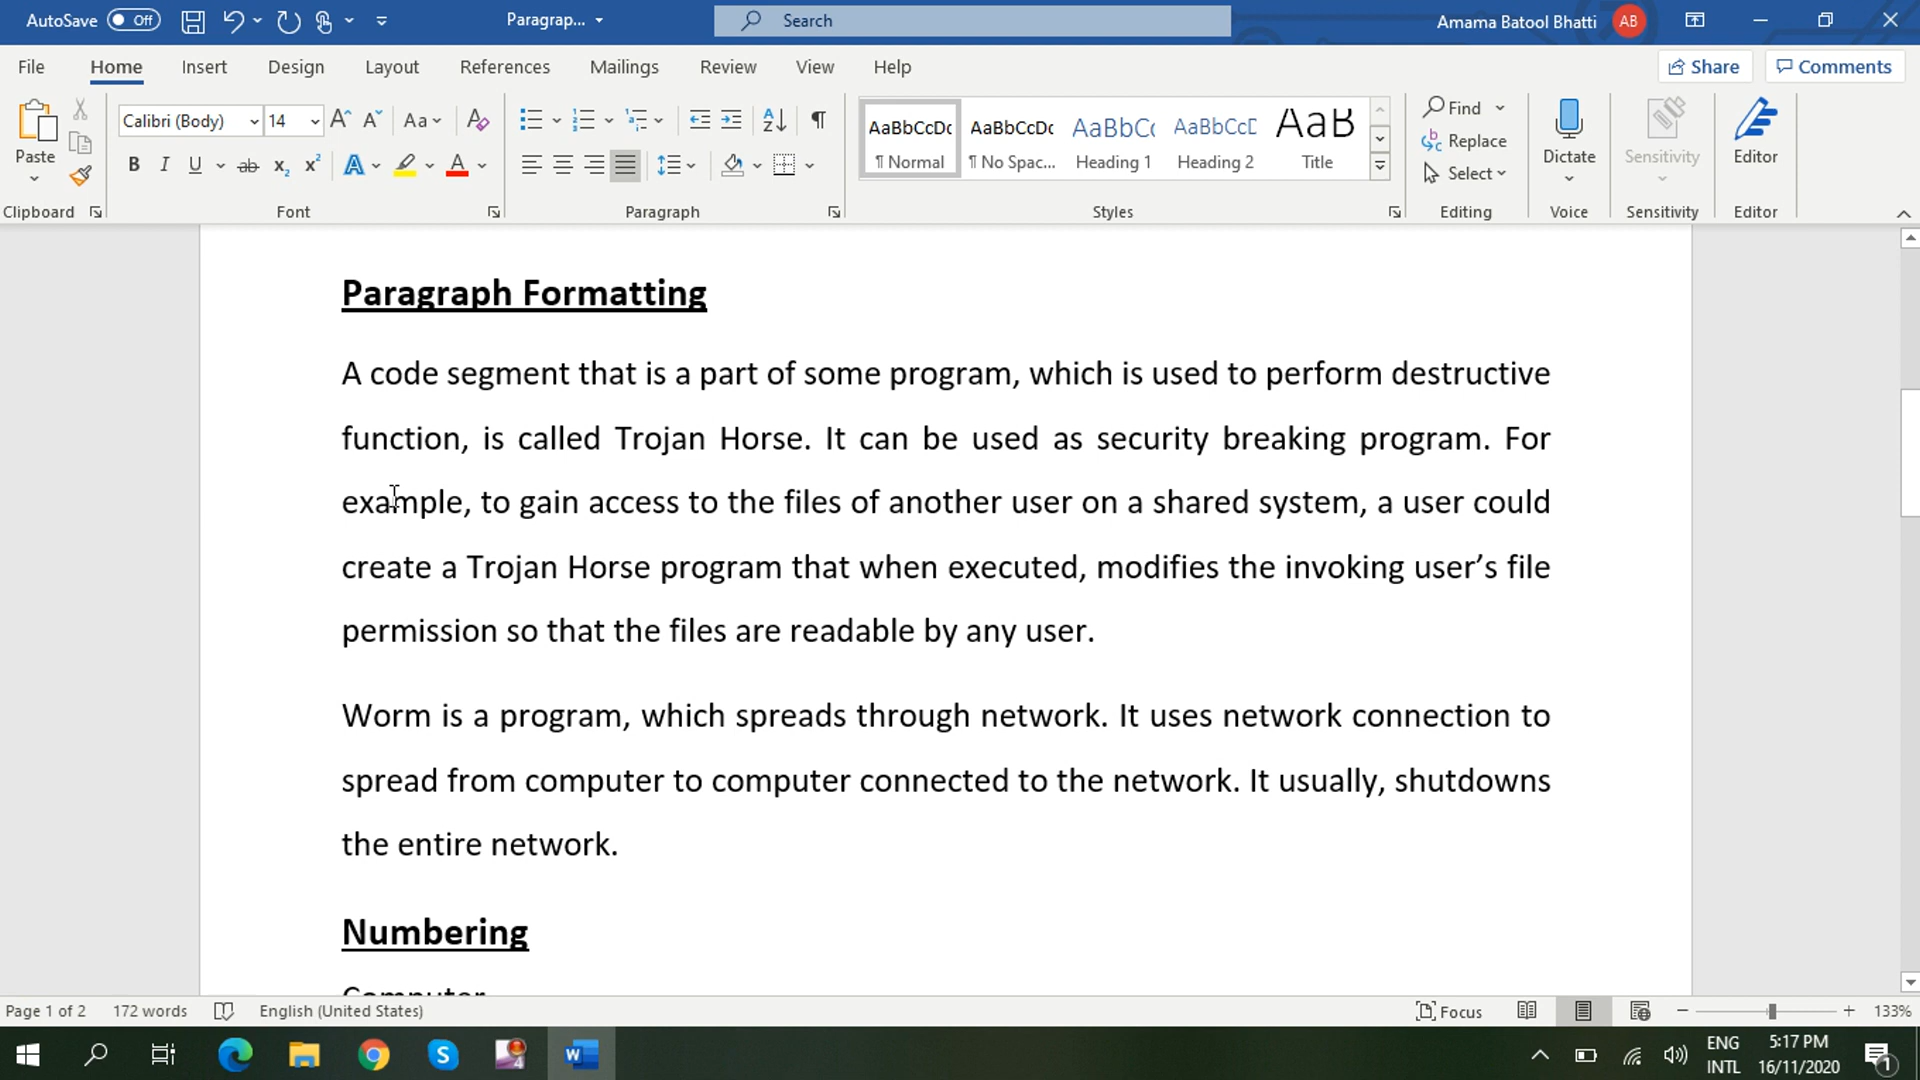 AutoSave Off Paragrap... Search Amama Batool Bhatti AB
File Home Insert Design Layout References Mailings Review View Help Share Comments
Paste Calibri (Body) 14 Aa AaBbCcDc AaBbCcDc AaBbCc AaBbCcD AaB Find Replace Select Dictate Sensitivity Editor
¶ Normal ¶ No Spac... Heading 1 Heading 2 Title
Clipboard Font Paragraph Styles Editing Voice Sensitivity Editor
Paragraph Formatting
A code segment that is a part of some program, which is used to perform destructive
function, is called Trojan Horse. It can be used as security breaking program. For
example, to gain access to the files of another user on a shared system, a user could
create a Trojan Horse program that when executed, modifies the invoking user’s file
permission so that the files are readable by any user.
Worm is a program, which spreads through network. It uses network connection to
spread from computer to computer connected to the network. It usually, shutdowns
the entire network.
Numbering
Computer
Page 1 of 2 172 words English (United States) Focus 133%
ENG 5:17 PM
INTL 16/11/2020 1